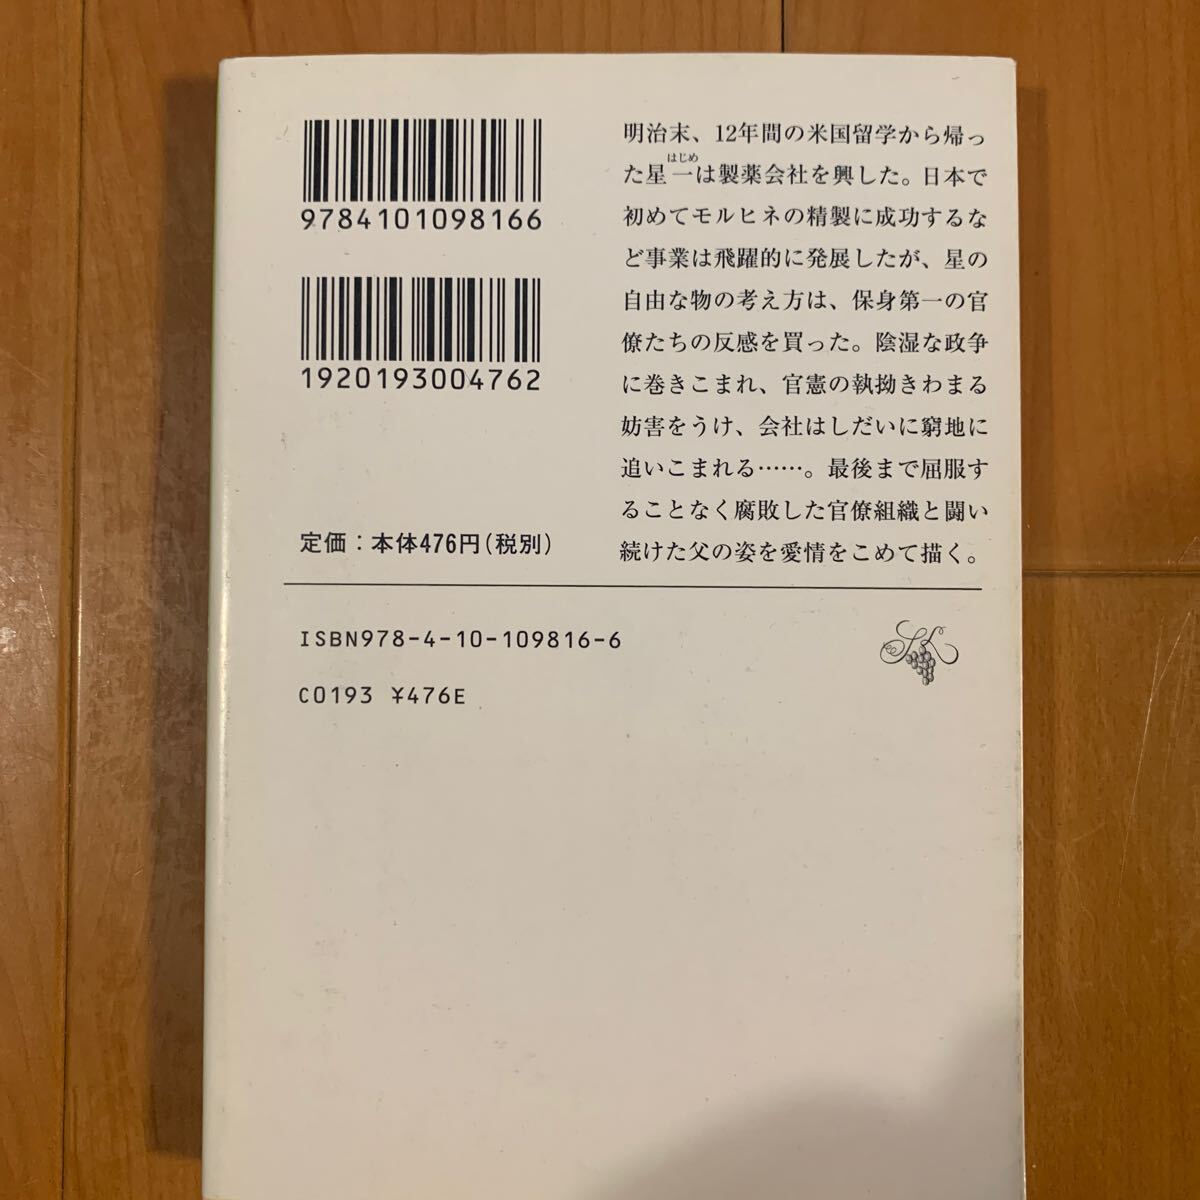 9784101098166
1920193004762
定価：本体476円(税別)
明治末、12年間の米国留学から帰っ
た星一は製薬会社を興した。日本で
はじめ
初めてモルヒネの精製に成功するな
ど事業は飛躍的に発展したが、星の
自由な物の考え方は、保身第一の官
僚たちの反感を買った。陰湿な政争
に巻きこまれ、官憲の執拗きわまる
妨害をうけ、会社はしだいに窮地に
追いこまれる……。最後まで屈服す
ることなく腐敗した官僚組織と闘い
続けた父の姿を愛情をこめて描く。
ISBN978-4-10-109816-6
C0193 ¥476E
SK